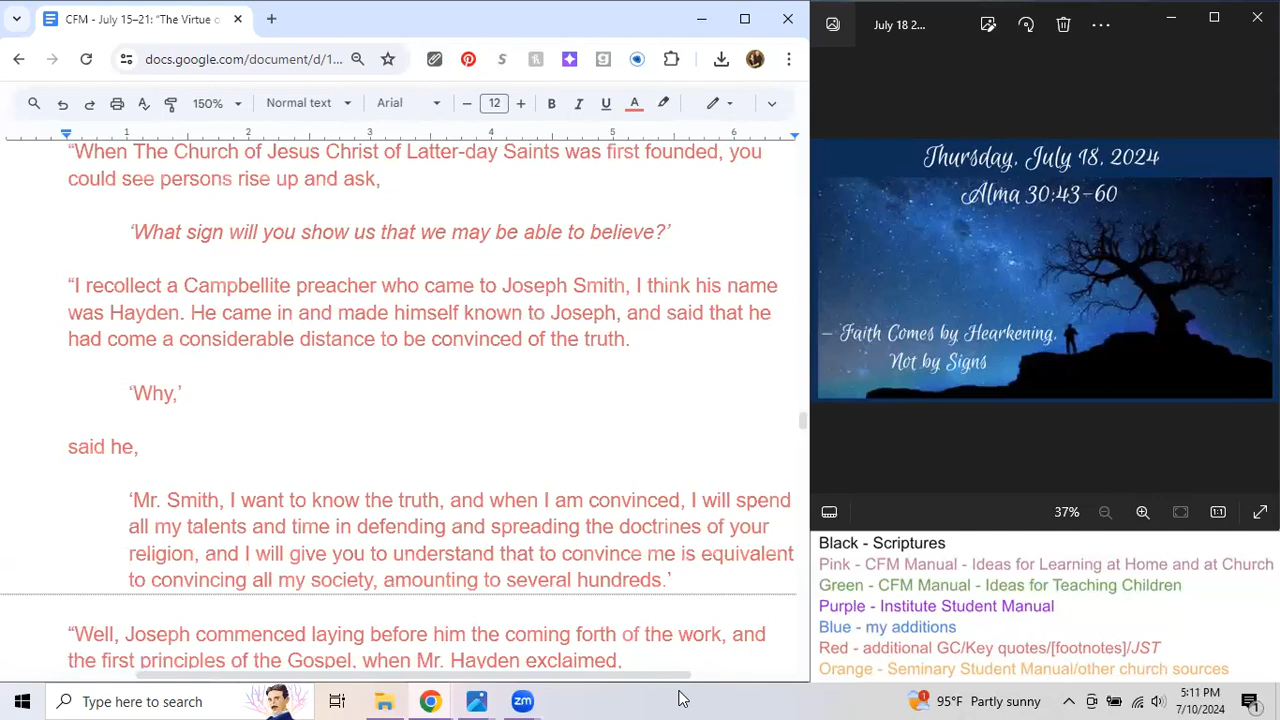 CFM - July 15–21: “The Virtue o
docs.google.com/document/d/1...
150%
Normal text
Arial
12
1 2 3 4 5 6
“When The Church of Jesus Christ of Latter-day Saints was first founded, you
could see persons rise up and ask,
‘What sign will you show us that we may be able to believe?’
“I recollect a Campbellite preacher who came to Joseph Smith, I think his name
was Hayden. He came in and made himself known to Joseph, and said that he
had come a considerable distance to be convinced of the truth.
‘Why,’
said he,
‘Mr. Smith, I want to know the truth, and when I am convinced, I will spend
all my talents and time in defending and spreading the doctrines of your
religion, and I will give you to understand that to convince me is equivalent
to convincing all my society, amounting to several hundreds.’
“Well, Joseph commenced laying before him the coming forth of the work, and
the first principles of the Gospel, when Mr. Hayden exclaimed,
July 18 2...
Thursday, July 18, 2024
Alma 30:43–60
– Faith Comes by Hearkening,
Not by Signs
37%
1:1
Black - Scriptures
Pink - CFM Manual - Ideas for Learning at Home and at Church
Green - CFM Manual - Ideas for Teaching Children
Purple - Institute Student Manual
Blue - my additions
Red - additional GC/Key quotes/[footnotes]/JST
Orange - Seminary Student Manual/other church sources
Type here to search
zm
95°F Partly sunny
5:11 PM
7/10/2024